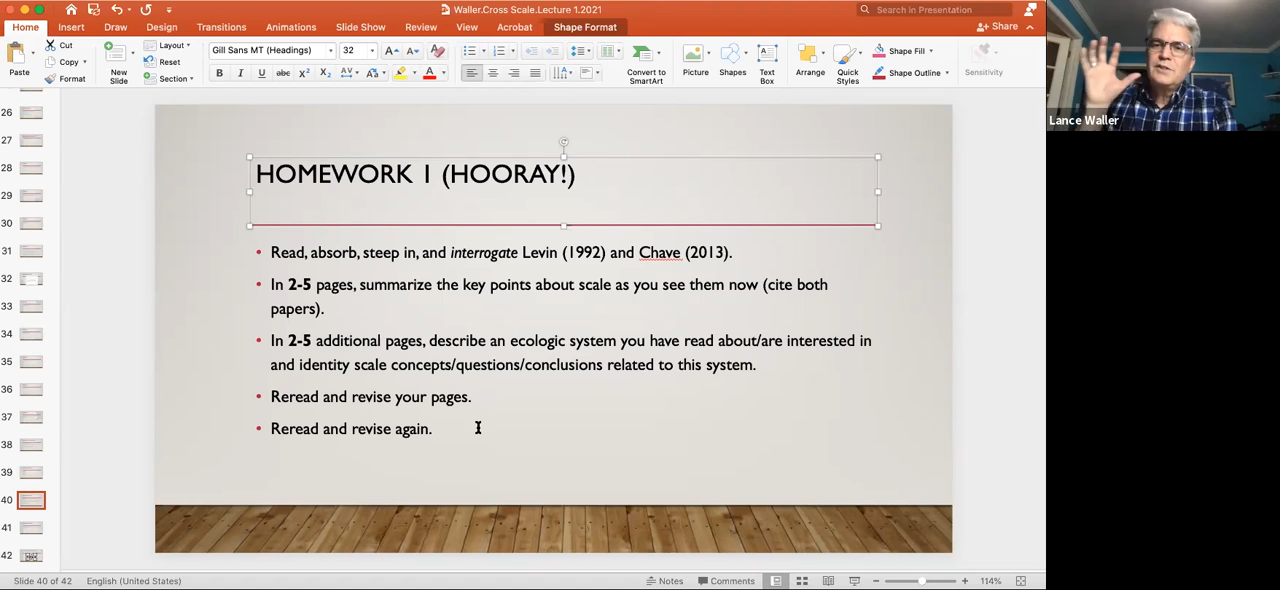 Waller.Cross Scale.Lecture 1.2021
Search in Presentation
Home Insert Draw Design Transitions Animations Slide Show Review View Acrobat Shape Format
Share
Paste
Cut
Copy
Format
New Slide
Layout
Reset
Section
Gill Sans MT (Headings) 32
Convert to SmartArt
Picture
Shapes
Text Box
Arrange
Quick Styles
Shape Fill
Shape Outline
Sensitivity
Lance Waller
26
27
28
29
30
31
32
33
34
35
36
37
38
39
40
41
42
HOMEWORK 1 (HOORAY!)
• Read, absorb, steep in, and interrogate Levin (1992) and Chave (2013).
• In 2-5 pages, summarize the key points about scale as you see them now (cite both
papers).
• In 2-5 additional pages, describe an ecologic system you have read about/are interested in
and identity scale concepts/questions/conclusions related to this system.
• Reread and revise your pages.
• Reread and revise again.
Slide 40 of 42 English (United States) Notes Comments 114%